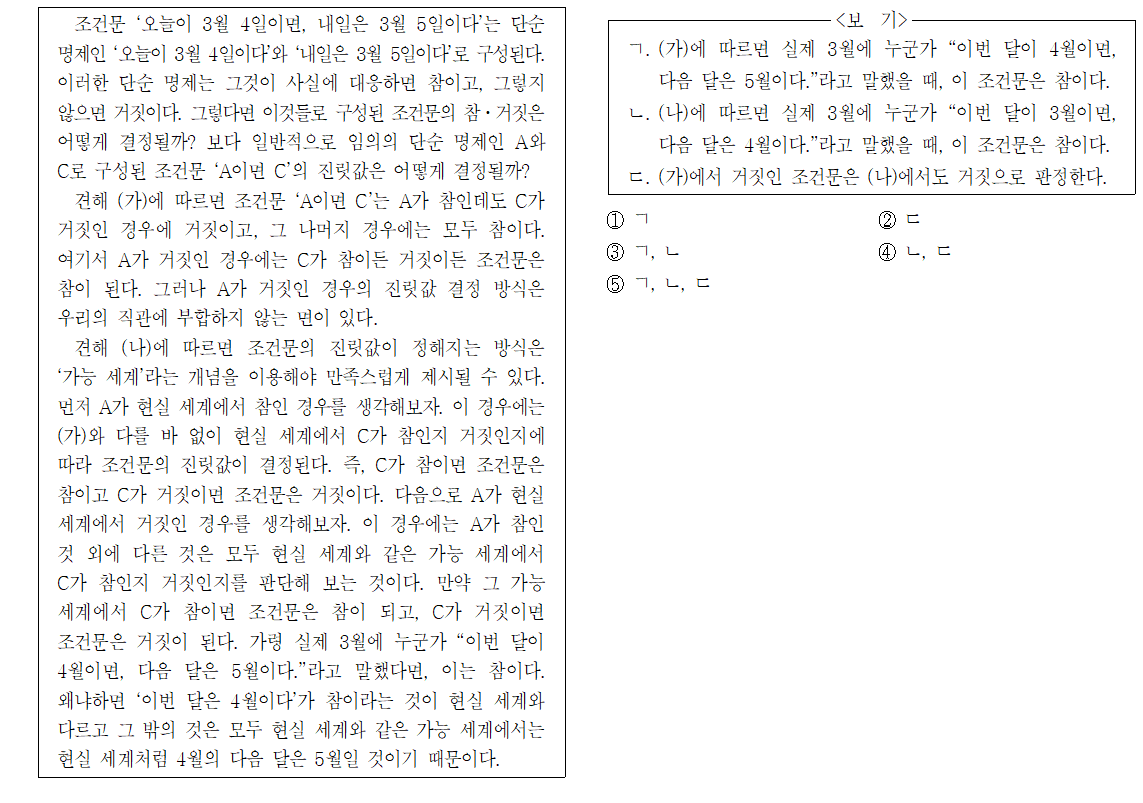 조건문 ‘오늘이 3월 4일이면, 내일은 3월 5일이다’는 단순
명제인 ‘오늘이 3월 4일이다’와 ‘내일은 3월 5일이다’로 구성된다.
이러한 단순 명제는 그것이 사실에 대응하면 참이고, 그렇지
않으면 거짓이다. 그렇다면 이것들로 구성된 조건문의 참·거짓은
어떻게 결정될까? 보다 일반적으로 임의의 단순 명제인 A와
C로 구성된 조건문 ‘A이면 C’의 진릿값은 어떻게 결정될까?
견해 (가)에 따르면 조건문 ‘A이면 C’는 A가 참인데도 C가
거짓인 경우에 거짓이고, 그 나머지 경우에는 모두 참이다.
여기서 A가 거짓인 경우에는 C가 참이든 거짓이든 조건문은
참이 된다. 그러나 A가 거짓인 경우의 진릿값 결정 방식은
우리의 직관에 부합하지 않는 면이 있다.
견해 (나)에 따르면 조건문의 진릿값이 정해지는 방식은
‘가능 세계’라는 개념을 이용해야 만족스럽게 제시될 수 있다.
먼저 A가 현실 세계에서 참인 경우를 생각해보자. 이 경우에는
(가)와 다를 바 없이 현실 세계에서 C가 참인지 거짓인지에
따라 조건문의 진릿값이 결정된다. 즉, C가 참이면 조건문은
참이고 C가 거짓이면 조건문은 거짓이다. 다음으로 A가 현실
세계에서 거짓인 경우를 생각해보자. 이 경우에는 A가 참인
것 외에 다른 것은 모두 현실 세계와 같은 가능 세계에서
C가 참인지 거짓인지를 판단해 보는 것이다. 만약 그 가능
세계에서 C가 참이면 조건문은 참이 되고, C가 거짓이면
조건문은 거짓이 된다. 가령 실제 3월에 누군가 “이번 달이
4월이면, 다음 달은 5월이다.”라고 말했다면, 이는 참이다.
왜냐하면 ‘이번 달은 4월이다’가 참이라는 것이 현실 세계와
다르고 그 밖의 것은 모두 현실 세계와 같은 가능 세계에서는
현실 세계처럼 4월의 다음 달은 5월일 것이기 때문이다.
<보 기>
ㄱ. (가)에 따르면 실제 3월에 누군가 “이번 달이 4월이면,
다음 달은 5월이다.”라고 말했을 때, 이 조건문은 참이다.
ㄴ. (나)에 따르면 실제 3월에 누군가 “이번 달이 3월이면,
다음 달은 4월이다.”라고 말했을 때, 이 조건문은 참이다.
ㄷ. (가)에서 거짓인 조건문은 (나)에서도 거짓으로 판정한다.
① ㄱ ② ㄷ
③ ㄱ, ㄴ ④ ㄴ, ㄷ
⑤ ㄱ, ㄴ, ㄷ